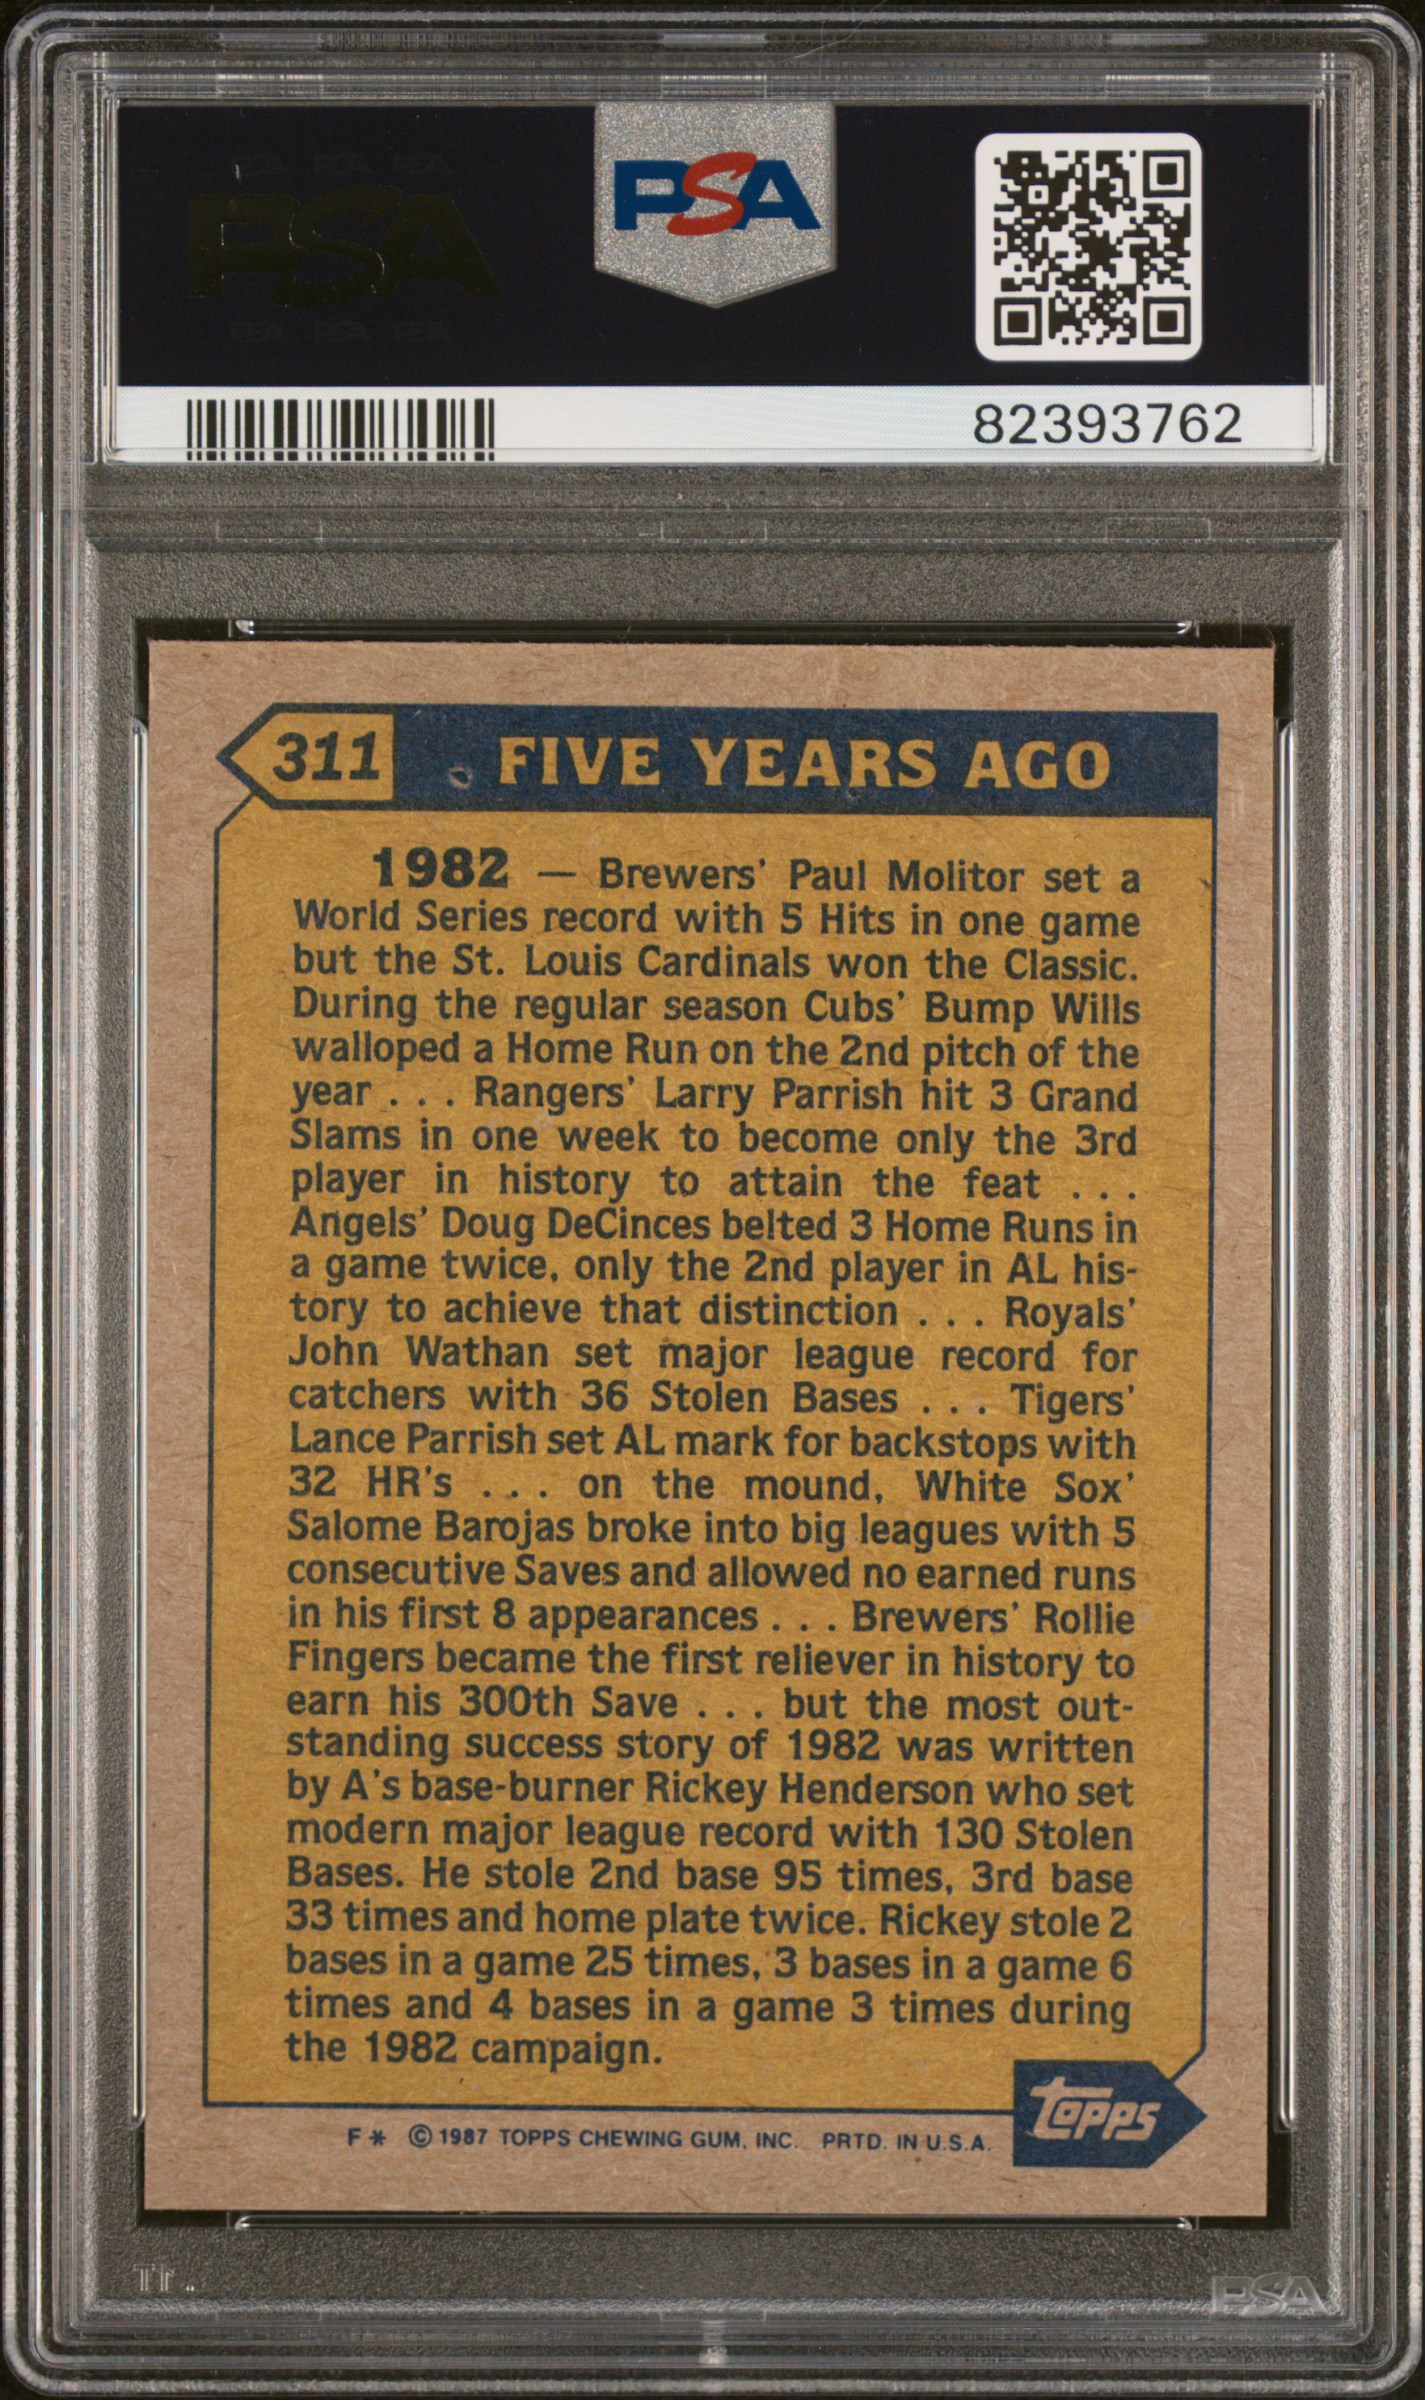 PSA
PSA
82393762
311
FIVE YEARS AGO
1982 — Brewers' Paul Molitor set a
World Series record with 5 Hits in one game
but the St. Louis Cardinals won the Classic.
During the regular season Cubs' Bump Wills
walloped a Home Run on the 2nd pitch of the
year . . . Rangers' Larry Parrish hit 3 Grand
Slams in one week to become only the 3rd
player in history to attain the feat . . .
Angels' Doug DeCinces belted 3 Home Runs in
a game twice, only the 2nd player in AL his-
tory to achieve that distinction . . . Royals'
John Wathan set major league record for
catchers with 36 Stolen Bases . . . Tigers'
Lance Parrish set AL mark for backstops with
32 HR's . . . on the mound, White Sox'
Salome Barojas broke into big leagues with 5
consecutive Saves and allowed no earned runs
in his first 8 appearances . . . Brewers' Rollie
Fingers became the first reliever in history to
earn his 300th Save . . . but the most out-
standing success story of 1982 was written
by A's base-burner Rickey Henderson who set
modern major league record with 130 Stolen
Bases. He stole 2nd base 95 times, 3rd base
33 times and home plate twice. Rickey stole 2
bases in a game 25 times, 3 bases in a game 6
times and 4 bases in a game 3 times during
the 1982 campaign.
topps
F* © 1987 TOPPS CHEWING GUM, INC. PRTD. IN U.S.A.
PSA